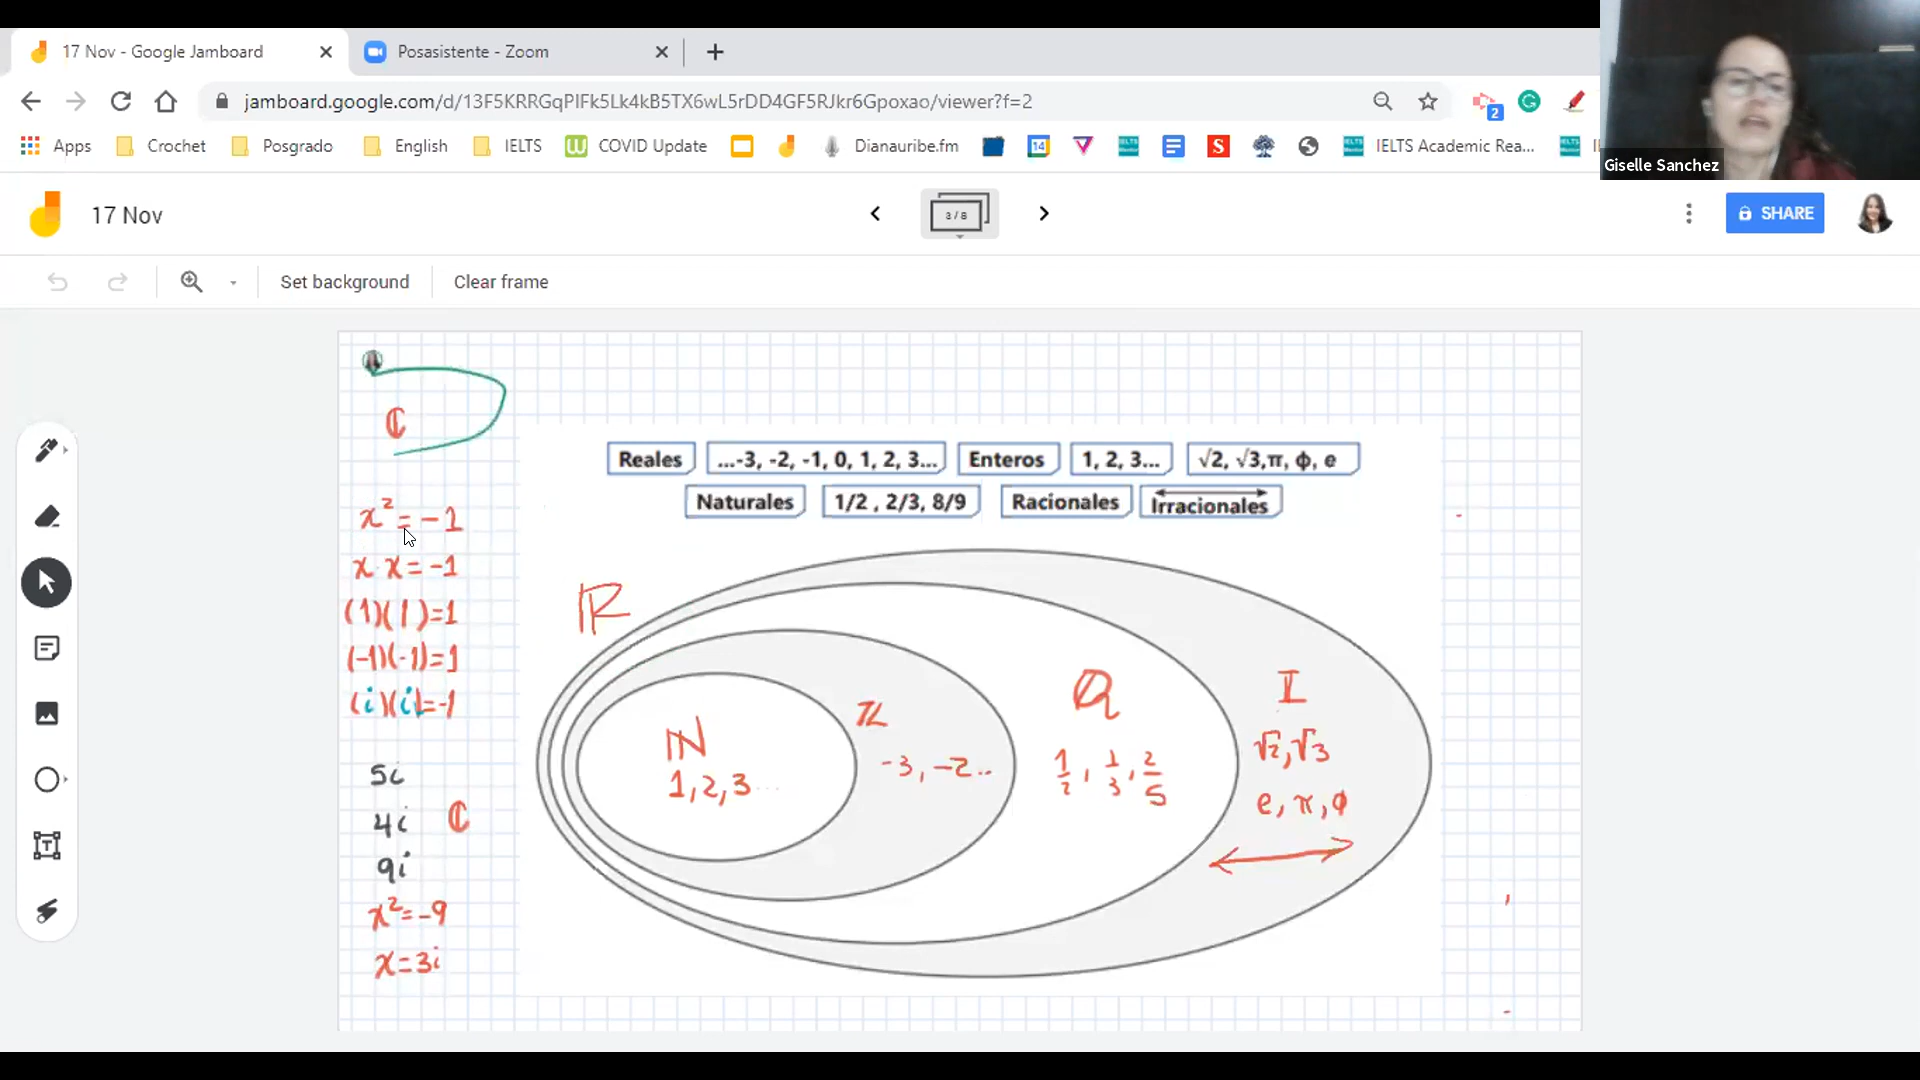 17 Nov - Google Jamboard
Posasistente - Zoom
jamboard.google.com/d/13F5KRRGqPlFk5Lk4kB5TX6wL5rDD4GF5RJkr6Gpoxao/viewer?f=2
2
Apps
Crochet
Posgrado
English
IELTS
COVID Update
Dianauribe.fm
14
IELTS Academic Rea...
Giselle Sanchez
17 Nov
3 / 8
SHARE
Set background
Clear frame
ℂ
Reales
...-3, -2, -1, 0, 1, 2, 3...
Enteros
1, 2, 3...
√2, √3,π, ϕ, e
Naturales
1/2 , 2/3, 8/9
Racionales
Irracionales
x² = -1
x · x = -1
(1)(1)=1
(-1)(-1)=1
(i)(i)=-1
5i
4i ℂ
9i
x²=-9
x=3i
ℝ
ℕ
1,2,3...
ℤ
-3, -2..
ℚ
1/2, 1/3, 2/5
I
√2, √3
e, π, ϕ